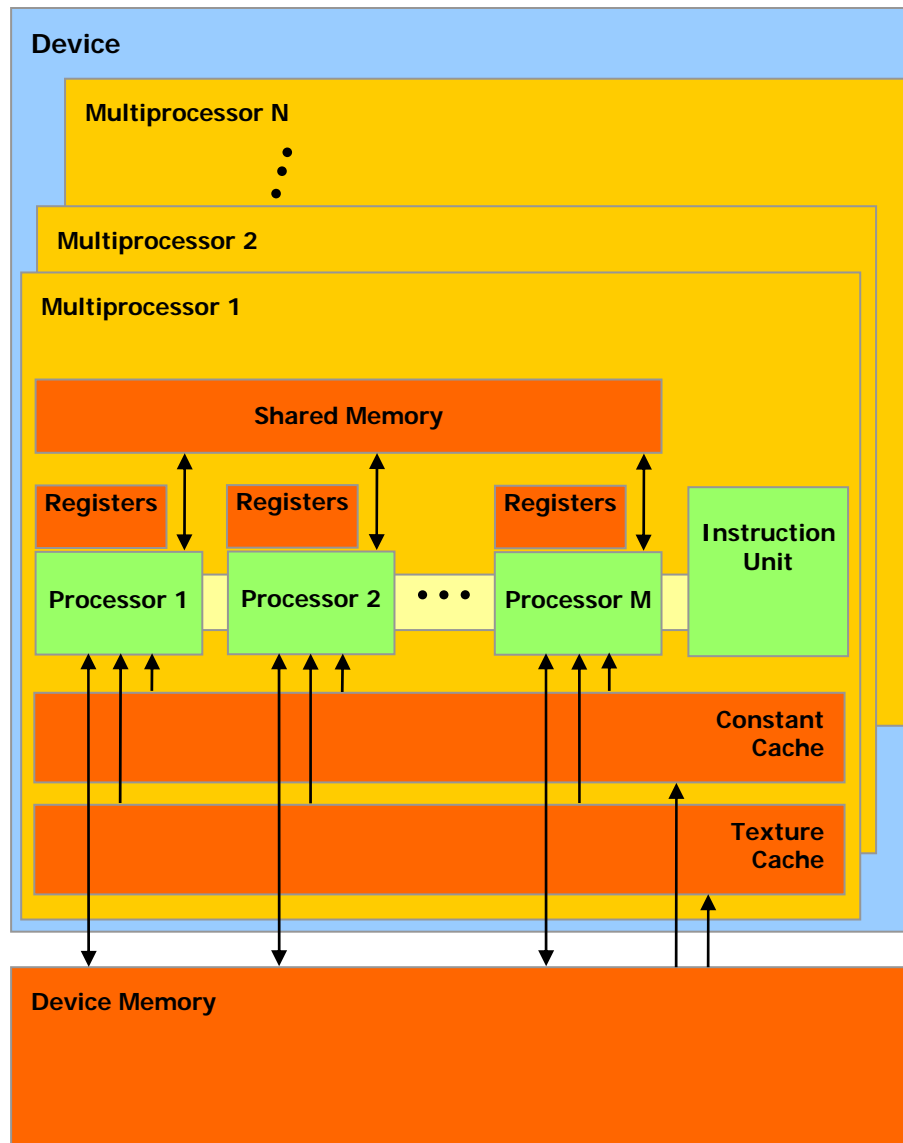 Device
Multiprocessor N
Multiprocessor 2
Multiprocessor 1
Shared Memory
Registers
Registers
Registers
Instruction
Unit
Processor 1
Processor 2
Processor M
Constant
Cache
Texture
Cache
Device Memory